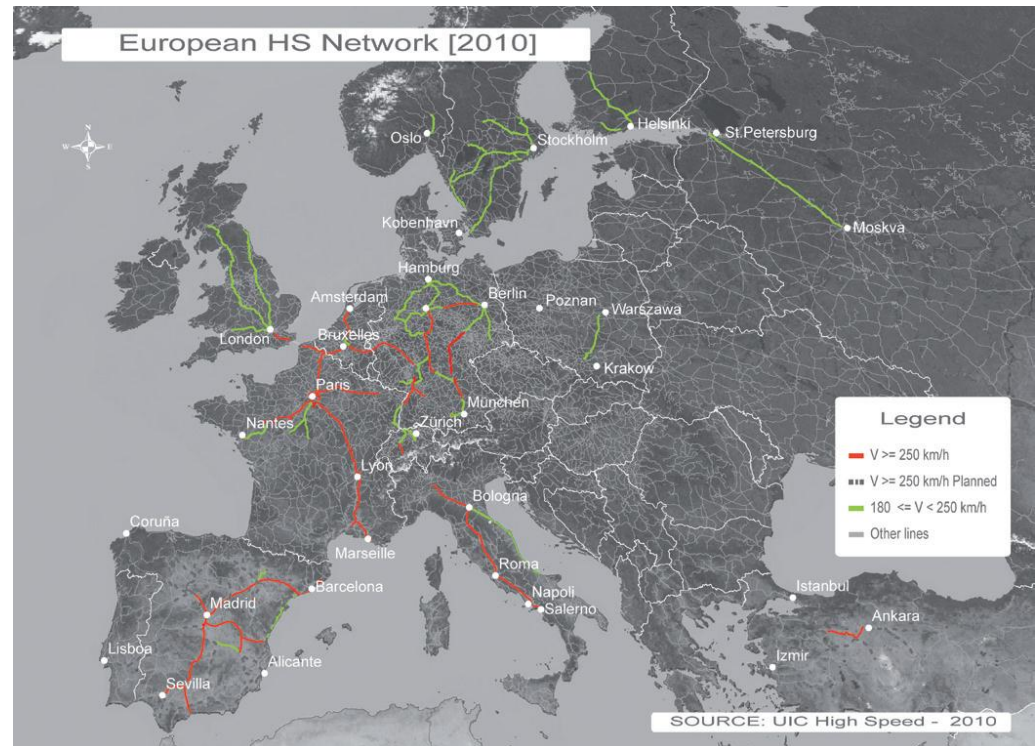 European HS Network [2010]
N
W
E
S
Oslo
Stockholm
Helsinki
St.Petersburg
Moskva
Kobenhavn
Hamburg
Amsterdam
Berlin
Poznan
Warszawa
London
Bruxelles
Krakow
Paris
München
Nantes
Zürich
Lyon
Bologna
Coruña
Marseille
Roma
Barcelona
Madrid
Napoli
Salerno
Istanbul
Ankara
Lisboa
Alicante
Izmir
Sevilla
Legend
V >= 250 km/h
V >= 250 km/h Planned
180 <= V < 250 km/h
Other lines
SOURCE: UIC High Speed - 2010